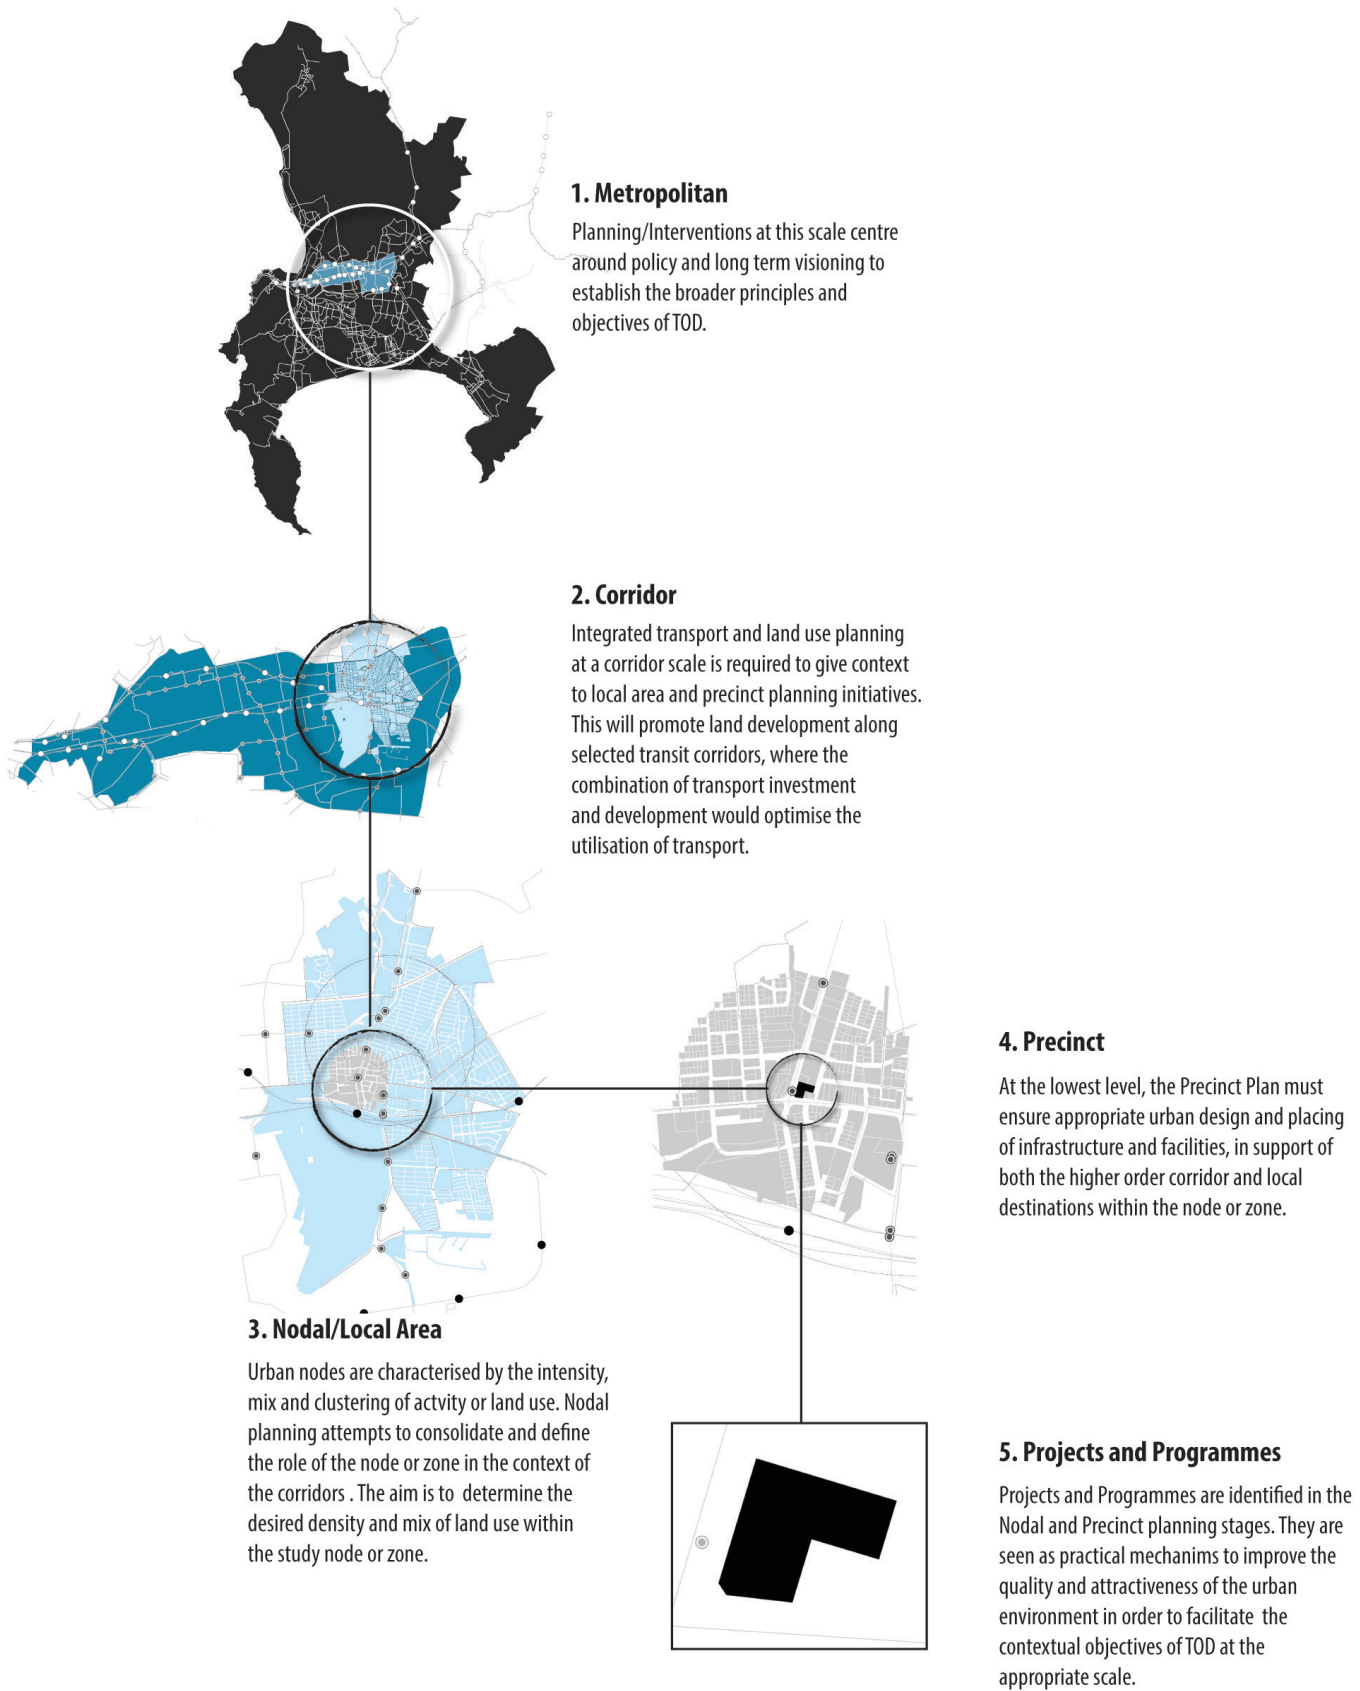 1. Metropolitan
Planning/Interventions at this scale centre
around policy and long term visioning to
establish the broader principles and
objectives of TOD.
2. Corridor
Integrated transport and land use planning
at a corridor scale is required to give context
to local area and precinct planning initiatives.
This will promote land development along
selected transit corridors, where the
combination of transport investment
and development would optimise the
utilisation of transport.
3. Nodal/Local Area
Urban nodes are characterised by the intensity,
mix and clustering of actvity or land use. Nodal
planning attempts to consolidate and define
the role of the node or zone in the context of
the corridors . The aim is to  determine the
desired density and mix of land use within
the study node or zone.
4. Precinct
At the lowest level, the Precinct Plan must
ensure appropriate urban design and placing
of infrastructure and facilities, in support of
both the higher order corridor and local
destinations within the node or zone.
5. Projects and Programmes
Projects and Programmes are identified in the
Nodal and Precinct planning stages. They are
seen as practical mechanims to improve the
quality and attractiveness of the urban
environment in order to facilitate  the
contextual objectives of TOD at the
appropriate scale.